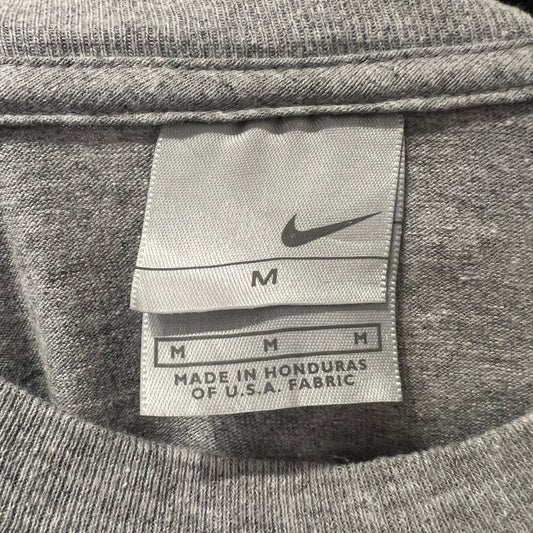 M
M M M
MADE IN HONDURAS
OF U.S.A. FABRIC